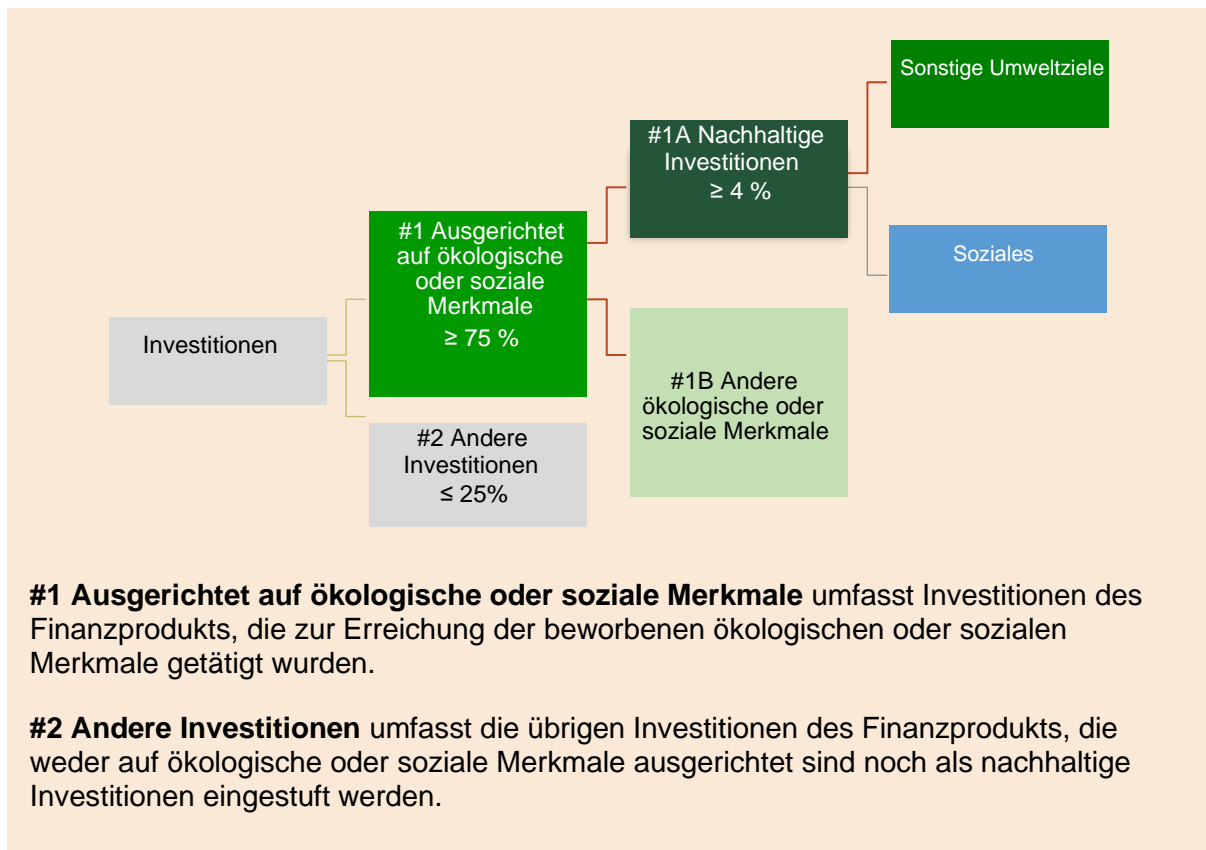 Sonstige Umweltziele
#1A Nachhaltige
Investitionen
≥ 4 %
#1 Ausgerichtet
auf ökologische
oder soziale
Merkmale
≥ 75 %
Soziales
Investitionen
#1B Andere
ökologische oder
soziale Merkmale
#2 Andere
Investitionen
≤ 25%
#1 Ausgerichtet auf ökologische oder soziale Merkmale umfasst Investitionen des
Finanzprodukts, die zur Erreichung der beworbenen ökologischen oder sozialen
Merkmale getätigt wurden.
#2 Andere Investitionen umfasst die übrigen Investitionen des Finanzprodukts, die
weder auf ökologische oder soziale Merkmale ausgerichtet sind noch als nachhaltige
Investitionen eingestuft werden.